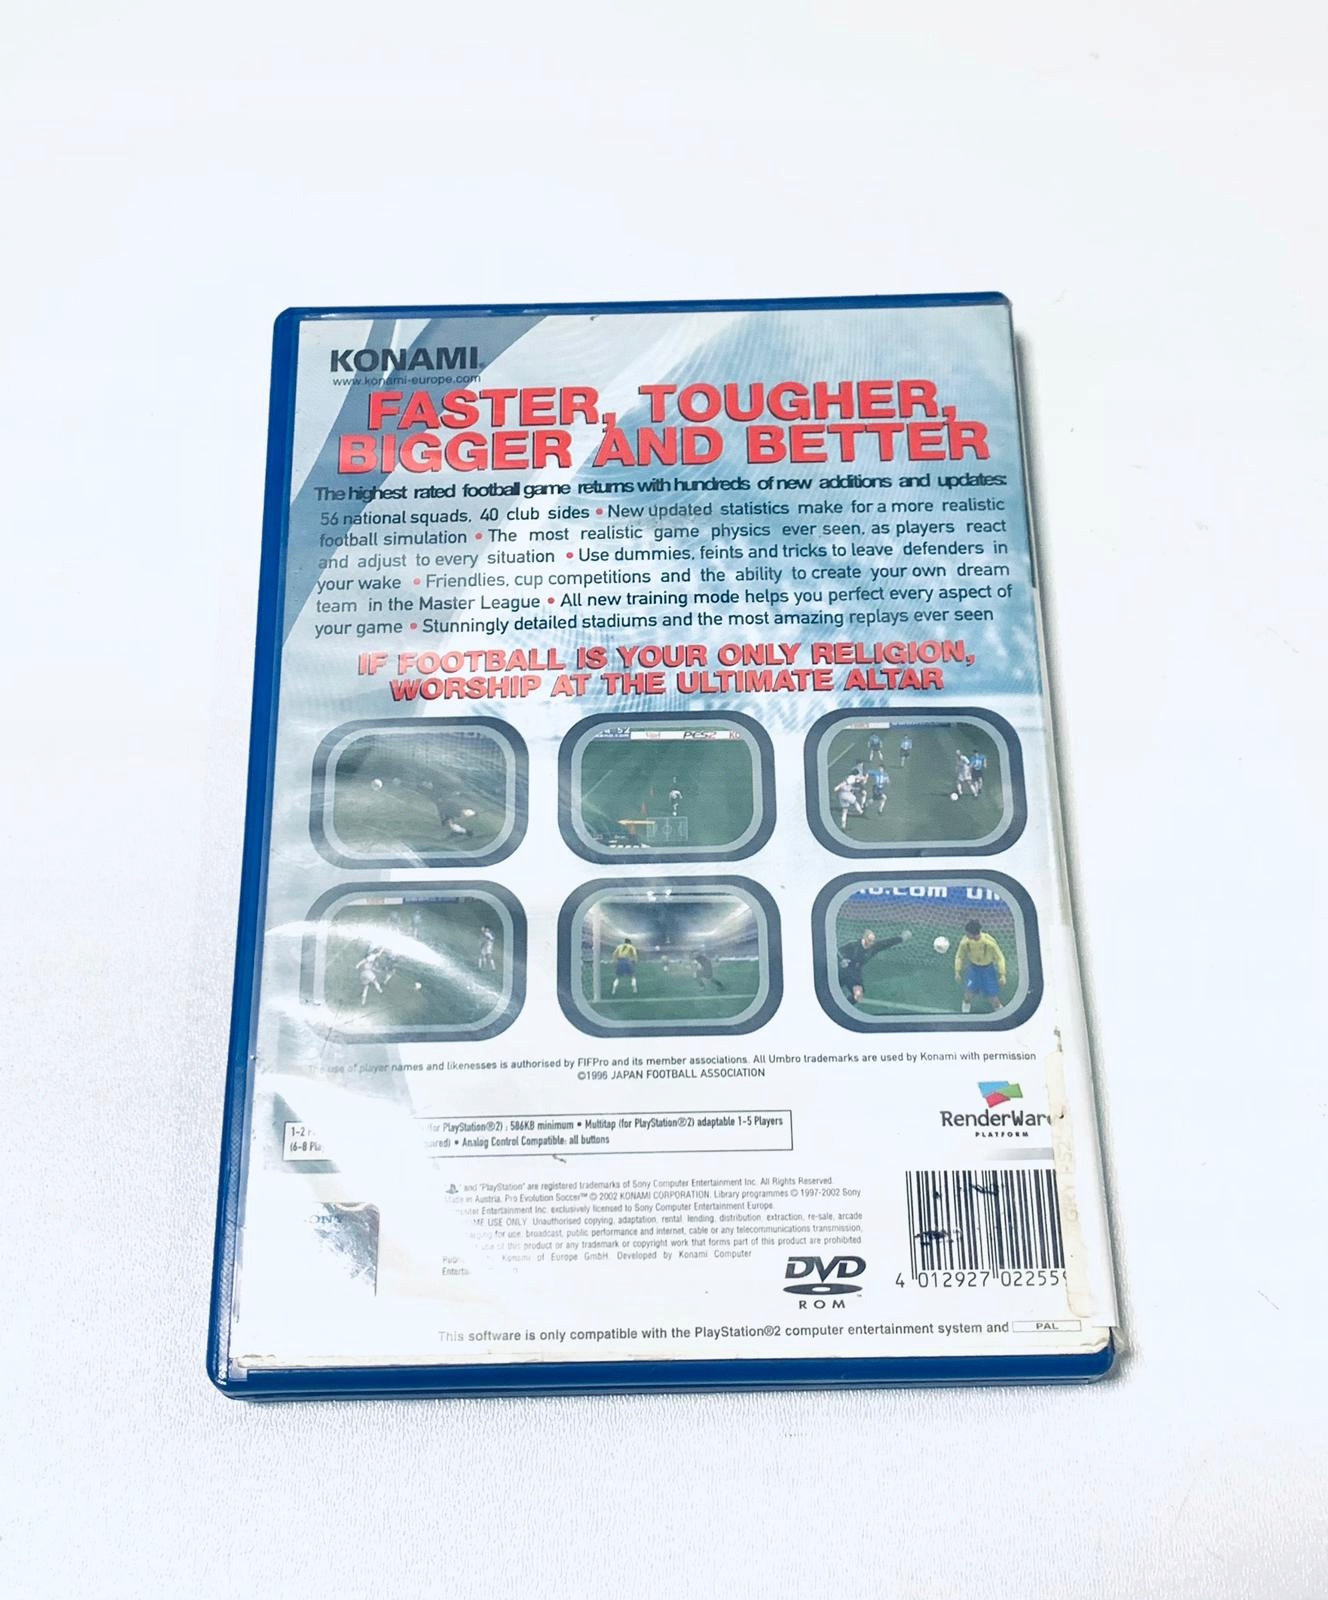 KONAMI
www.konami-europe.com
FASTER, TOUGHER,
BIGGER AND BETTER
The highest rated football game returns with hundreds of new additions and updates:
56 national squads, 40 club sides • New updated statistics make for a more realistic
football simulation • The most realistic game physics ever seen, as players react
and adjust to every situation • Use dummies, feints and tricks to leave defenders in
your wake • Friendlies, cup competitions and the ability to create your own dream
team in the Master League • All new training mode helps you perfect every aspect of
your game • Stunningly detailed stadiums and the most amazing replays ever seen
IF FOOTBALL IS YOUR ONLY RELIGION,
WORSHIP AT THE ULTIMATE ALTAR
PES2
The use of player names and likenesses is authorised by FIFPro and its member associations. All Umbro trademarks are used by Konami with permission
©1996 JAPAN FOOTBALL ASSOCIATION
RenderWare
PLATFORM
1-2
(for PlayStation®2) : 586KB minimum • Multitap (for PlayStation®2) adaptable 1-5 Players
(6-8 • Analog Control Compatible: all buttons
and "PlayStation" are registered trademarks of Sony Computer Entertainment Inc. All Rights Reserved.
in Austria. Pro Evolution Soccer™ © 2002 KONAMI CORPORATION. Library programmes © 1997-2002 Sony
Entertainment Inc. exclusively licensed to Sony Computer Entertainment Europe.
USE ONLY Unauthorised copying, adaptation, rental, lending, distribution, extraction, re-sale, arcade
for use, broadcast, public performance and internet, cable or any telecommunications transmission,
of this product or any trademark or copyright work that forms part of this product are prohibited
Konami of Europe GmbH. Developed by Konami Computer
DVD
ROM
4 012927 02255
This software is only compatible with the PlayStation®2 computer entertainment system and PAL